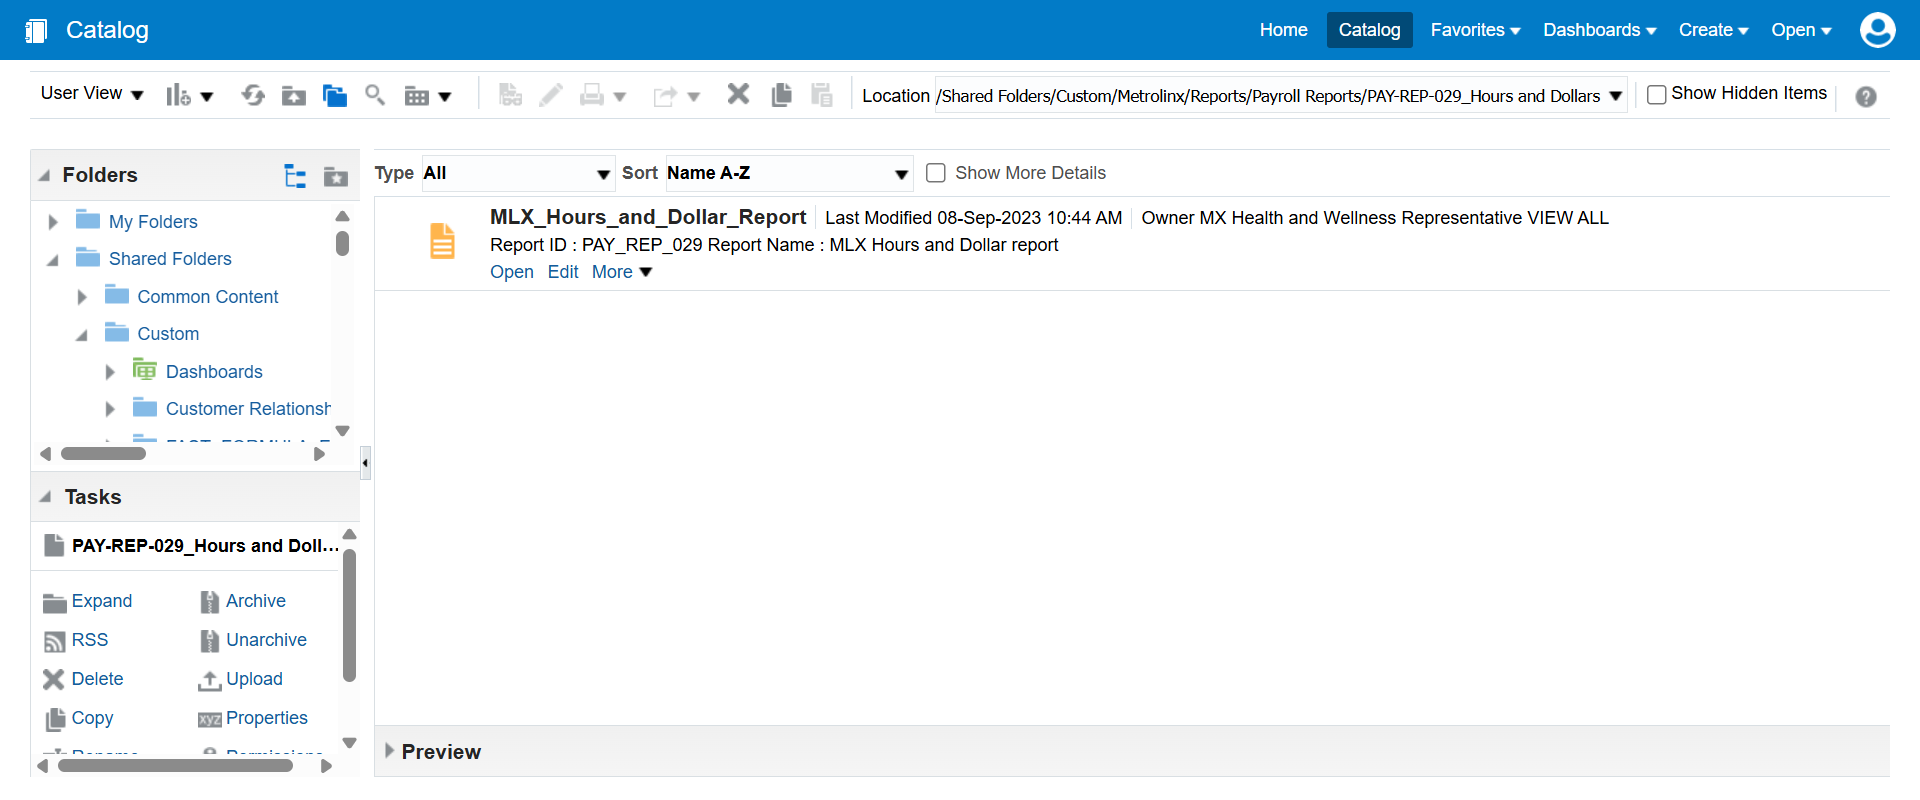 Catalog
Home Catalog Favorites Dashboards Create Open
User View
Location /Shared Folders/Custom/Metrolinx/Reports/Payroll Reports/PAY-REP-029_Hours and Dollars
Show Hidden Items
Folders
My Folders
Shared Folders
Common Content
Custom
Dashboards
Customer Relationsh
Tasks
PAY-REP-029_Hours and Doll...
Expand Archive
RSS Unarchive
Delete Upload
Copy xyz Properties
Type All Sort Name A-Z Show More Details
MLX_Hours_and_Dollar_Report Last Modified 08-Sep-2023 10:44 AM Owner MX Health and Wellness Representative VIEW ALL
Report ID : PAY_REP_029 Report Name : MLX Hours and Dollar report
Open Edit More
Preview